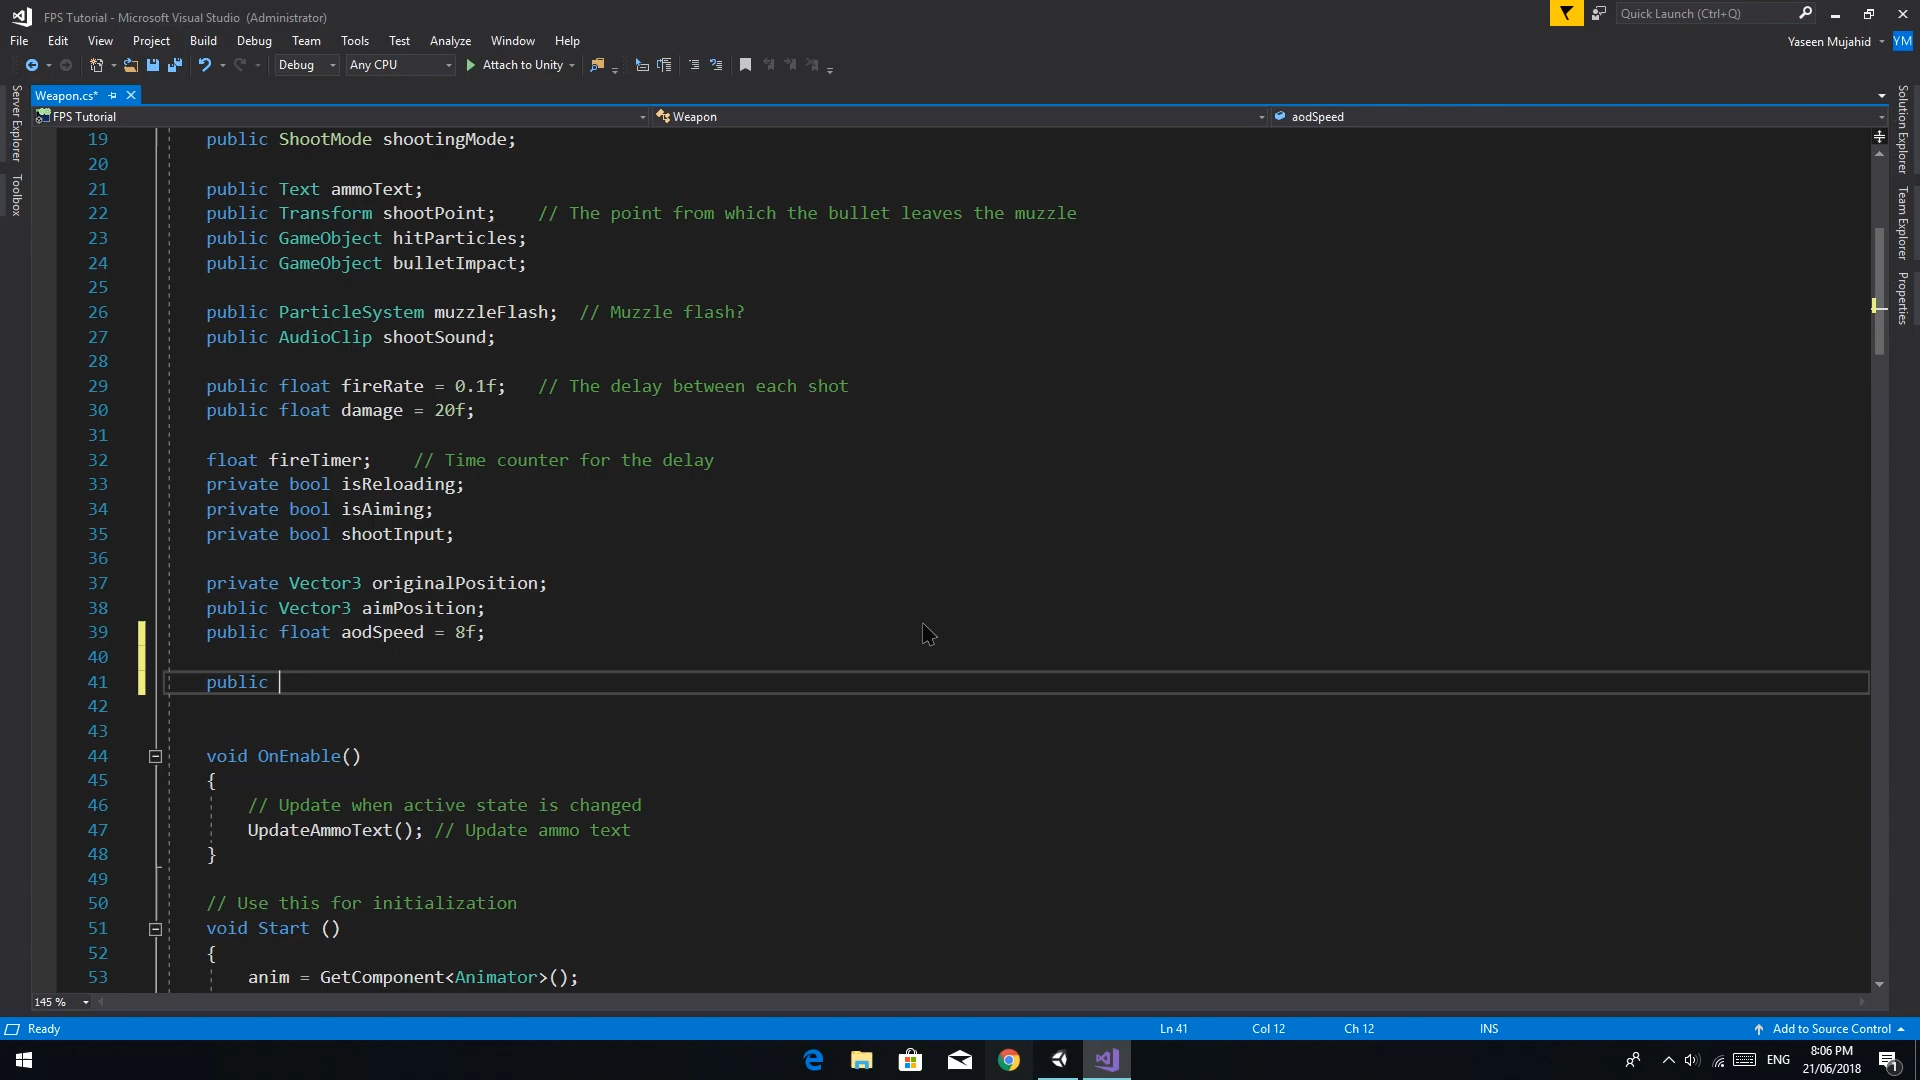 FPS Tutorial - Microsoft Visual Studio (Administrator)
Quick Launch (Ctrl+Q)
File Edit View Project Build Debug Team Tools Test Analyze Window Help
Yaseen Mujahid YM
Debug Any CPU Attach to Unity
Server Explorer
Toolbox
Solution Explorer
Team Explorer
Properties
Weapon.cs*
FPS Tutorial Weapon aodSpeed
19 public ShootMode shootingMode;
20
21 public Text ammoText;
22 public Transform shootPoint; // The point from which the bullet leaves the muzzle
23 public GameObject hitParticles;
24 public GameObject bulletImpact;
25
26 public ParticleSystem muzzleFlash; // Muzzle flash?
27 public AudioClip shootSound;
28
29 public float fireRate = 0.1f; // The delay between each shot
30 public float damage = 20f;
31
32 float fireTimer; // Time counter for the delay
33 private bool isReloading;
34 private bool isAiming;
35 private bool shootInput;
36
37 private Vector3 originalPosition;
38 public Vector3 aimPosition;
39 public float aodSpeed = 8f;
40
41 public
42
43
44 void OnEnable()
45 {
46 // Update when active state is changed
47 UpdateAmmoText(); // Update ammo text
48 }
49
50 // Use this for initialization
51 void Start ()
52 {
53 anim = GetComponent<Animator>();
145 %
Ready Ln 41 Col 12 Ch 12 INS Add to Source Control
ENG 8:06 PM
21/06/2018
1